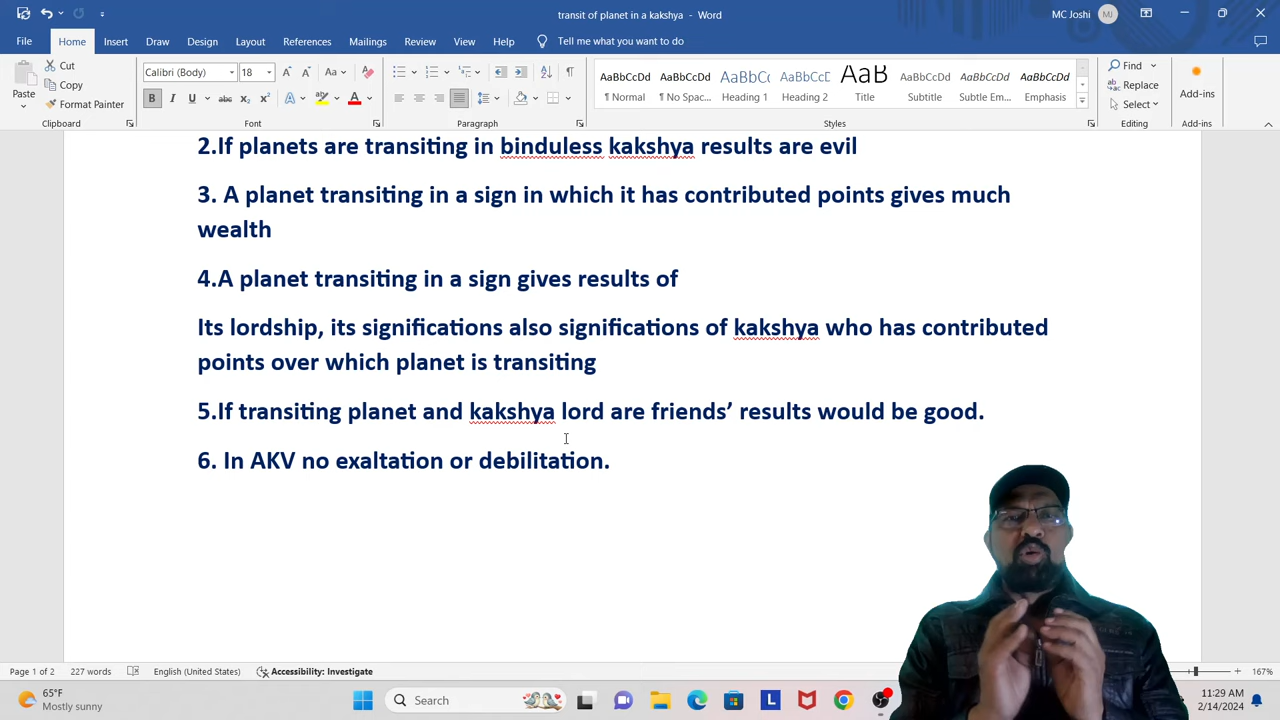 transit of planet in a kakshya - Word
MC Joshi
MJ
File Home Insert Draw Design Layout References Mailings Review View Help Tell me what you want to do
Paste
Cut
Copy
Format Painter
Clipboard
Calibri (Body) 18
Font
Paragraph
AaBbCcDd AaBbCcDd AaBbCc AaBbCcD AaB AaBbCcDd AaBbCcDd AaBbCcDd
¶ Normal ¶ No Spac... Heading 1 Heading 2 Title Subtitle Subtle Em... Emphasis
Styles
Find
Replace
Select
Editing
Add-ins
Add-ins
2.If planets are transiting in binduless kakshya results are evil
3. A planet transiting in a sign in which it has contributed points gives much
wealth
4.A planet transiting in a sign gives results of
Its lordship, its significations also significations of kakshya who has contributed
points over which planet is transiting
5.If transiting planet and kakshya lord are friends’ results would be good.
6. In AKV no exaltation or debilitation.
Page 1 of 2 227 words English (United States) Accessibility: Investigate 167%
65°F
Mostly sunny
Search
11:29 AM
2/14/2024